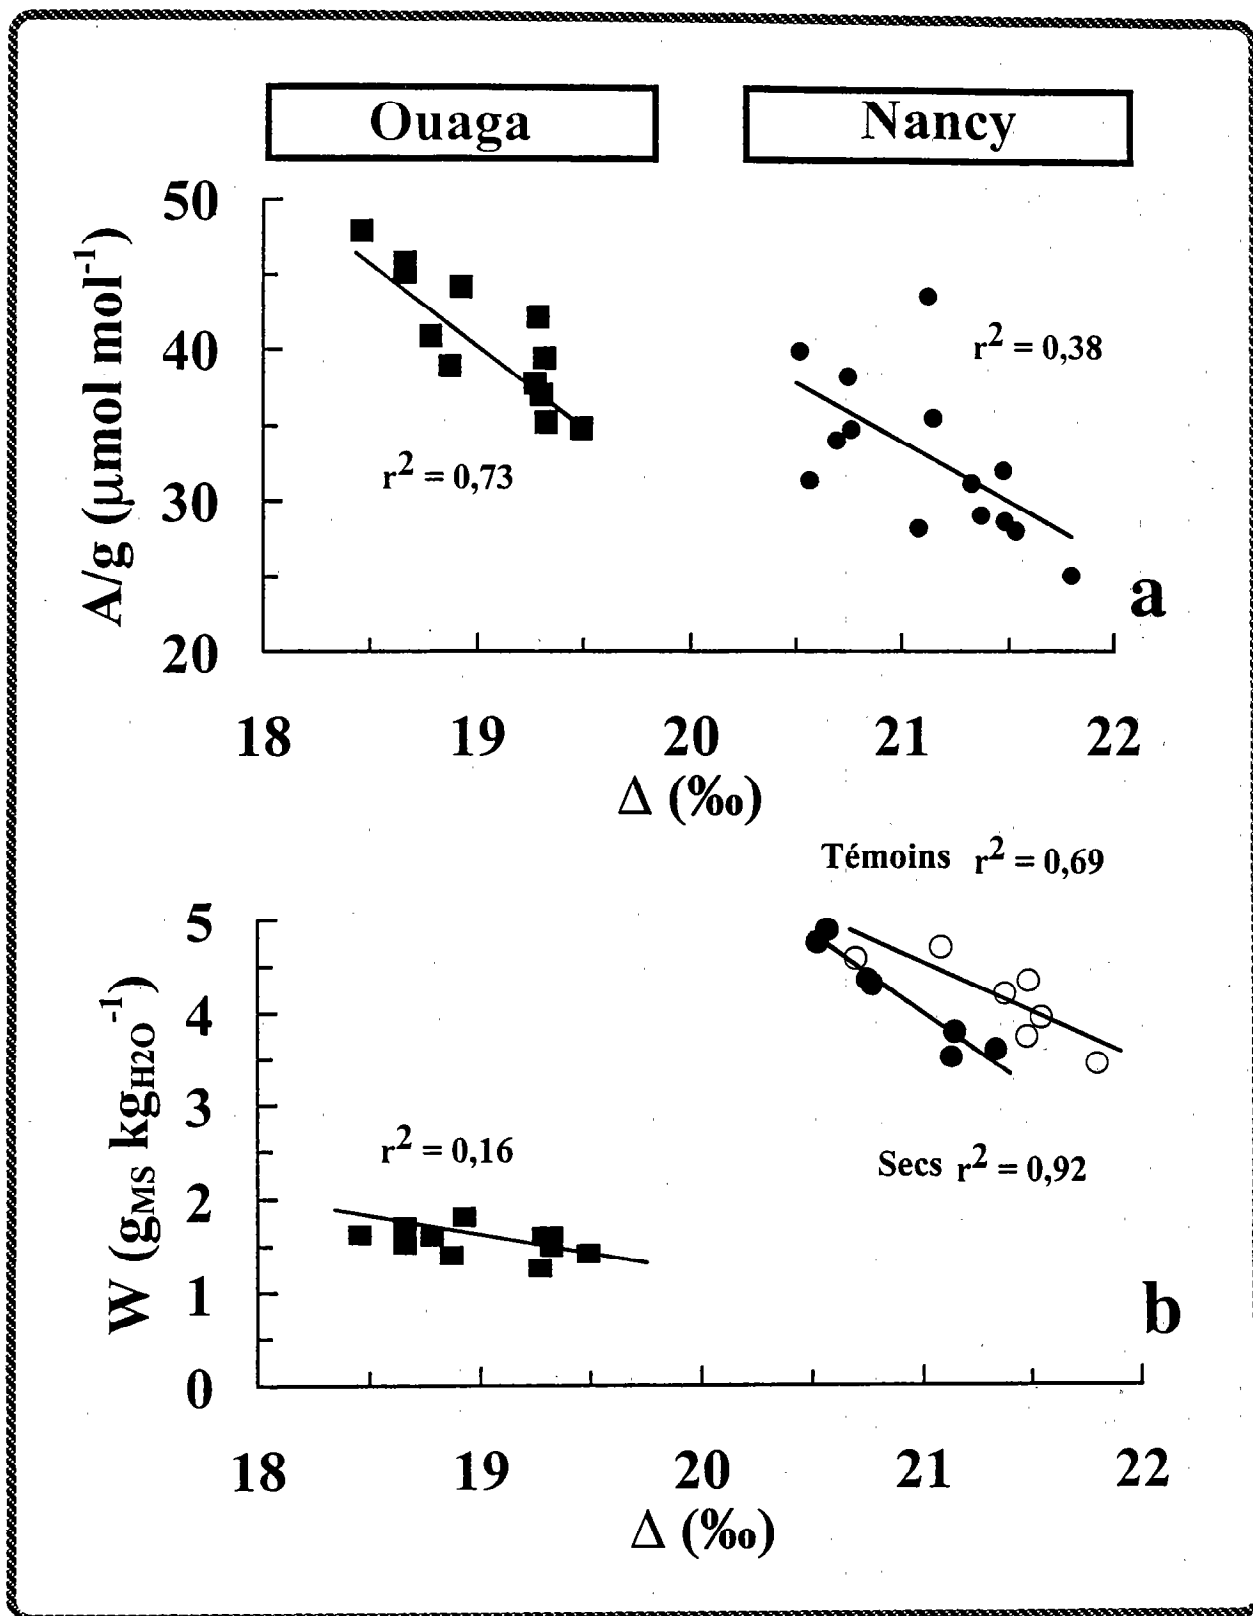 Ouaga
Nancy
50
40
30
20
A/g (µmol mol⁻¹)
r² = 0,73
r² = 0,38
a
18 19 20 21 22
Δ (‰)
Témoins r² = 0,69
5
4
3
2
1
0
W (gMS kgH2O⁻¹)
r² = 0,16
Secs r² = 0,92
b
18 19 20 21 22
Δ (‰)